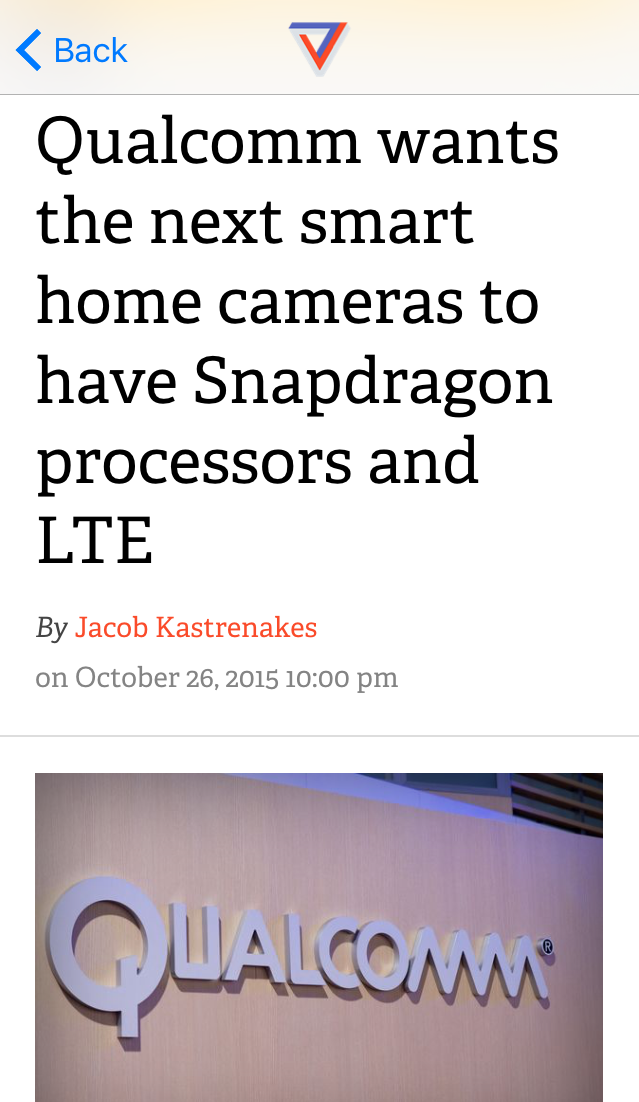 Back
Qualcomm wants
the next smart
home cameras to
have Snapdragon
processors and
LTE
By Jacob Kastrenakes
on October 26, 2015 10:00 pm
QUALCOMM®